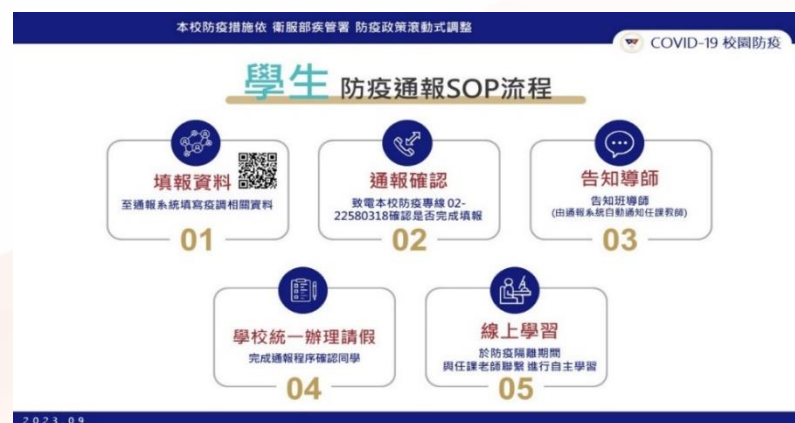 本校防疫措施依 衛服部疾管署 防疫政策滾動式調整
COVID-19 校園防疫
學生 防疫通報SOP流程
填報資料
至通報系統填寫疫調相關資料
01
通報確認
致電本校防疫專線 02-
22580318確認是否完成填報
02
告知導師
告知班導師
(由通報系統自動通知任課教師)
03
學校統一辦理請假
完成通報程序確認同學
04
線上學習
於防疫隔離期間
與任課老師聯繫 進行自主學習
05
2023.09